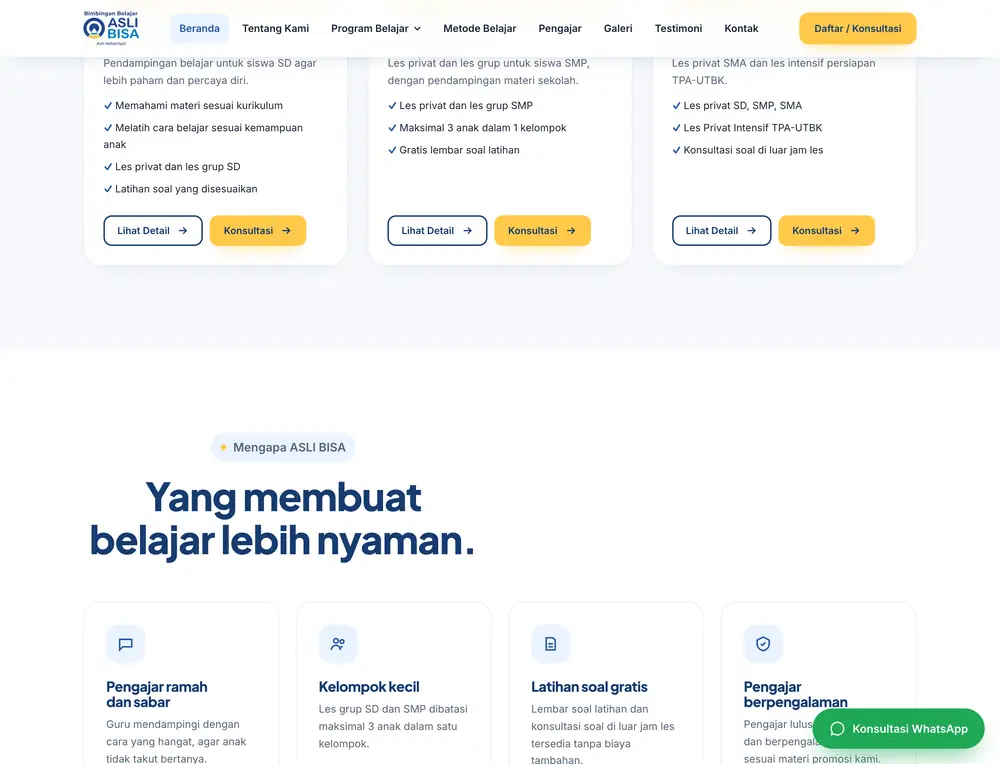 Bimbingan Belajar
ASLI
BISA
Beranda
Tentang Kami
Program Belajar
Metode Belajar
Pengajar
Galeri
Testimoni
Kontak
Daftar / Konsultasi
Pendampingan belajar untuk siswa SD agar
lebih paham dan percaya diri.
Memahami materi sesuai kurikulum
Melatih cara belajar sesuai kemampuan
anak
Les privat dan les grup SD
Latihan soal yang disesuaikan
Lihat Detail
Konsultasi
Les privat dan les grup untuk siswa SMP,
dengan pendampingan materi sekolah.
Les privat dan les grup SMP
Maksimal 3 anak dalam 1 kelompok
Gratis lembar soal latihan
Lihat Detail
Konsultasi
Les privat SMA dan les intensif persiapan
TPA-UTBK.
Les privat SD, SMP, SMA
Les Privat Intensif TPA-UTBK
Konsultasi soal di luar jam les
Lihat Detail
Konsultasi
Mengapa ASLI BISA
Yang membuat
belajar lebih nyaman.
Pengajar ramah
dan sabar
Guru mendampingi dengan
cara yang hangat, agar anak
tidak takut bertanya.
Kelompok kecil
Les grup SD dan SMP dibatasi
maksimal 3 anak dalam satu
kelompok.
Latihan soal gratis
Lembar soal latihan dan
konsultasi soal di luar jam les
tersedia tanpa biaya
tambahan.
Pengajar
berpengalaman
Pengajar
dan
sesuai materi promosi kami.
Konsultasi WhatsApp